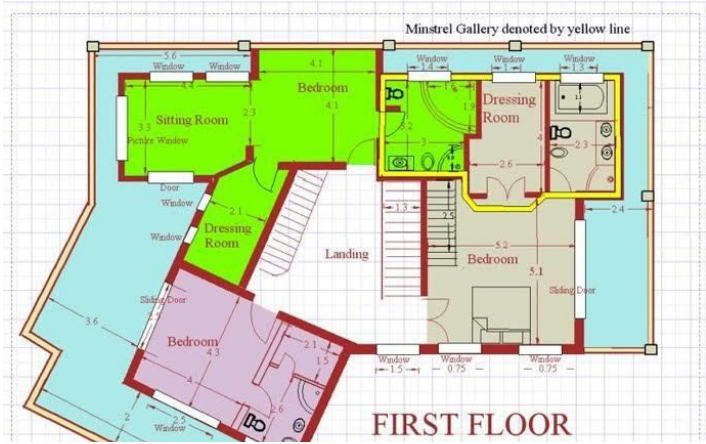 Minstrel Gallery denoted by yellow line
5.6
Window
Window
4.4
Sitting Room
3.3
2.3
Picture Window
Door
4.1
Bedroom
4.1
Window
1.4
1.6
1.9
3
Window
Dressing
Room
4
2.6
Window
1.3
2.3
2.4
Window
Window
2.1
Dressing
Room
1.3
Landing
2.5
5.2
Bedroom
5.1
Sliding Door
Sliding Door
3.6
Bedroom
4.3
4
2.1
1.5
2.6
2.5
Window
2
Window
1.5
Window
0.75
Window
0.75
FIRST FLOOR